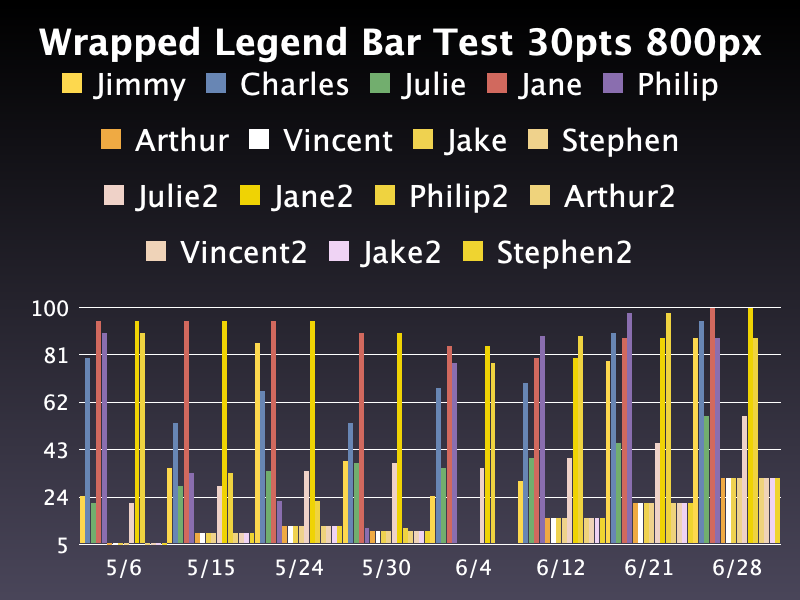 Wrapped Legend Bar Test 30pts 800px
Jimmy Charles Julie Jane Philip
Arthur Vincent Jake Stephen
Julie2 Jane2 Philip2 Arthur2
Vincent2 Jake2 Stephen2
100
81
62
43
24
5
5/6 5/15 5/24 5/30 6/4 6/12 6/21 6/28